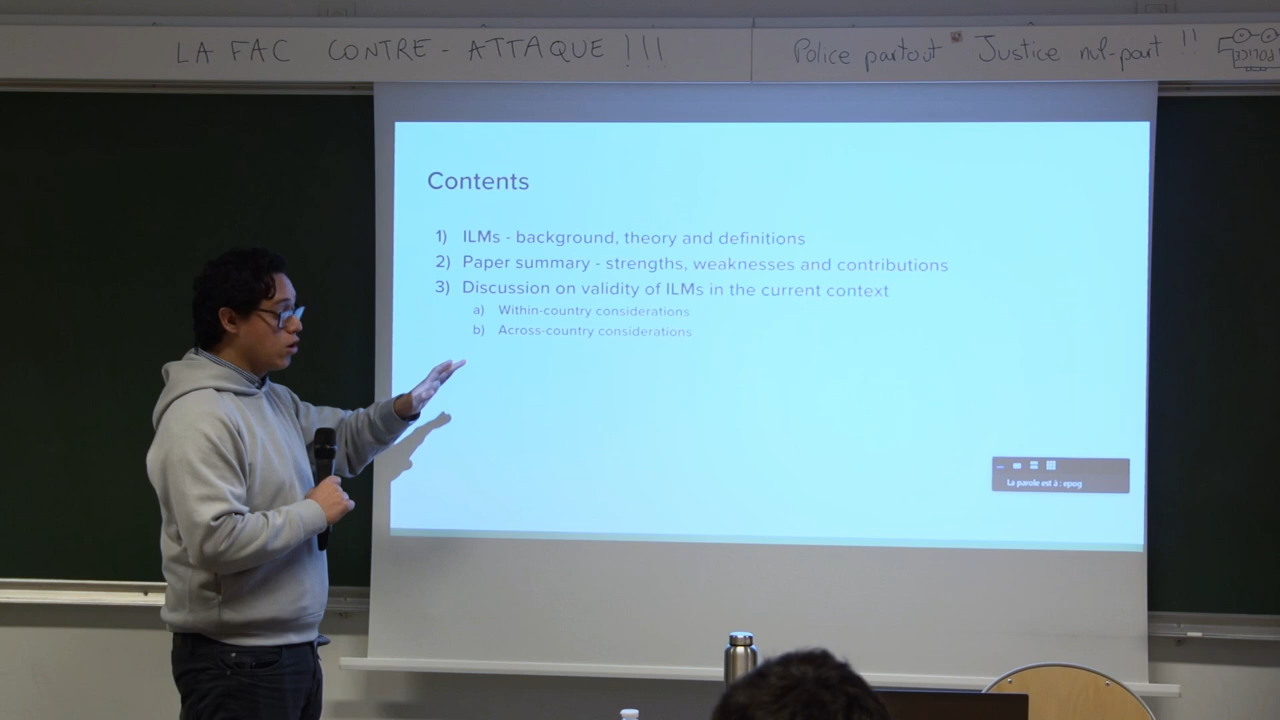 LA FAC CONTRE-ATTAQUE !!!
Police partout Justice nul-part !!
POLICE
Contents
1) ILMs - background, theory and definitions
2) Paper summary - strengths, weaknesses and contributions
3) Discussion on validity of ILMs in the current context
a) Within-country considerations
b) Across-country considerations
La parole est à : epog